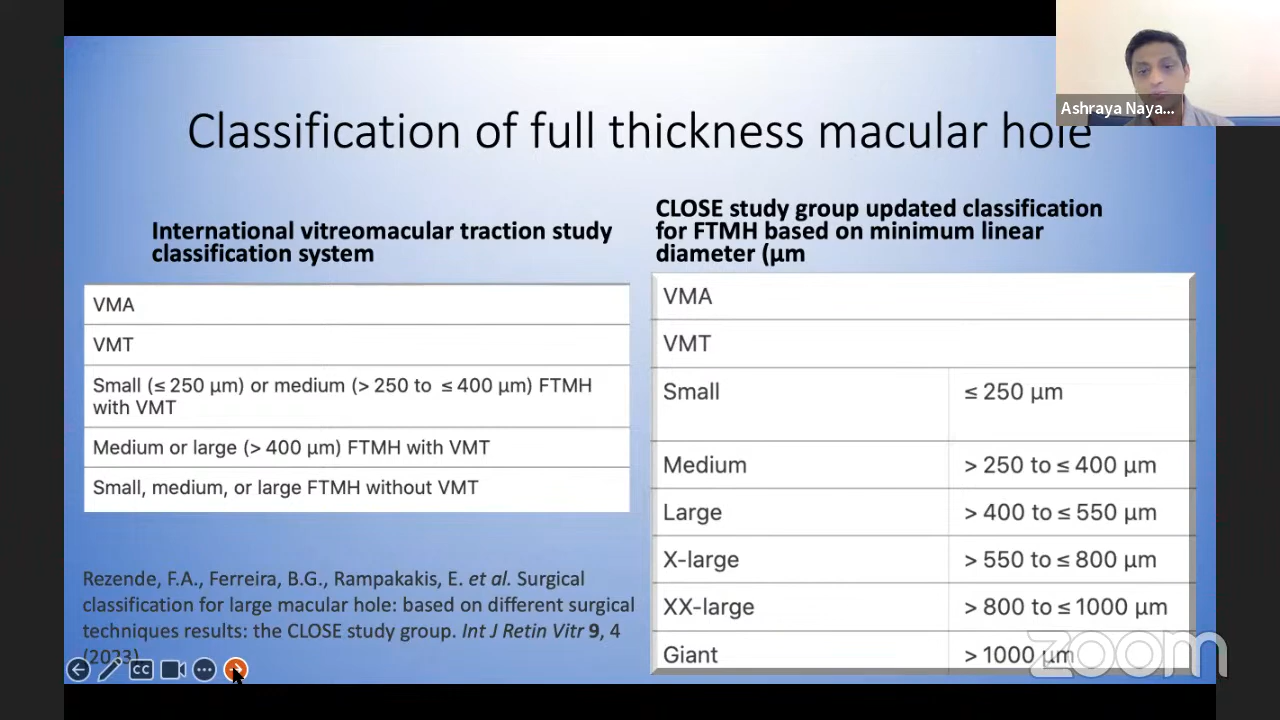 Ashraya Naya...
Classification of full thickness macular hole
International vitreomacular traction study
classification system
VMA
VMT
Small (≤ 250 μm) or medium (> 250 to ≤ 400 μm) FTMH
with VMT
Medium or large (> 400 μm) FTMH with VMT
Small, medium, or large FTMH without VMT
Rezende, F.A., Ferreira, B.G., Rampakakis, E. et al. Surgical
classification for large macular hole: based on different surgical
techniques results: the CLOSE study group. Int J Retin Vitr 9, 4
(2023).
CLOSE study group updated classification
for FTMH based on minimum linear
diameter (μm
VMA
VMT
Small ≤ 250 μm
Medium > 250 to ≤ 400 μm
Large > 400 to ≤ 550 μm
X-large > 550 to ≤ 800 μm
XX-large > 800 to ≤ 1000 μm
Giant > 1000 μm
CC
zoom